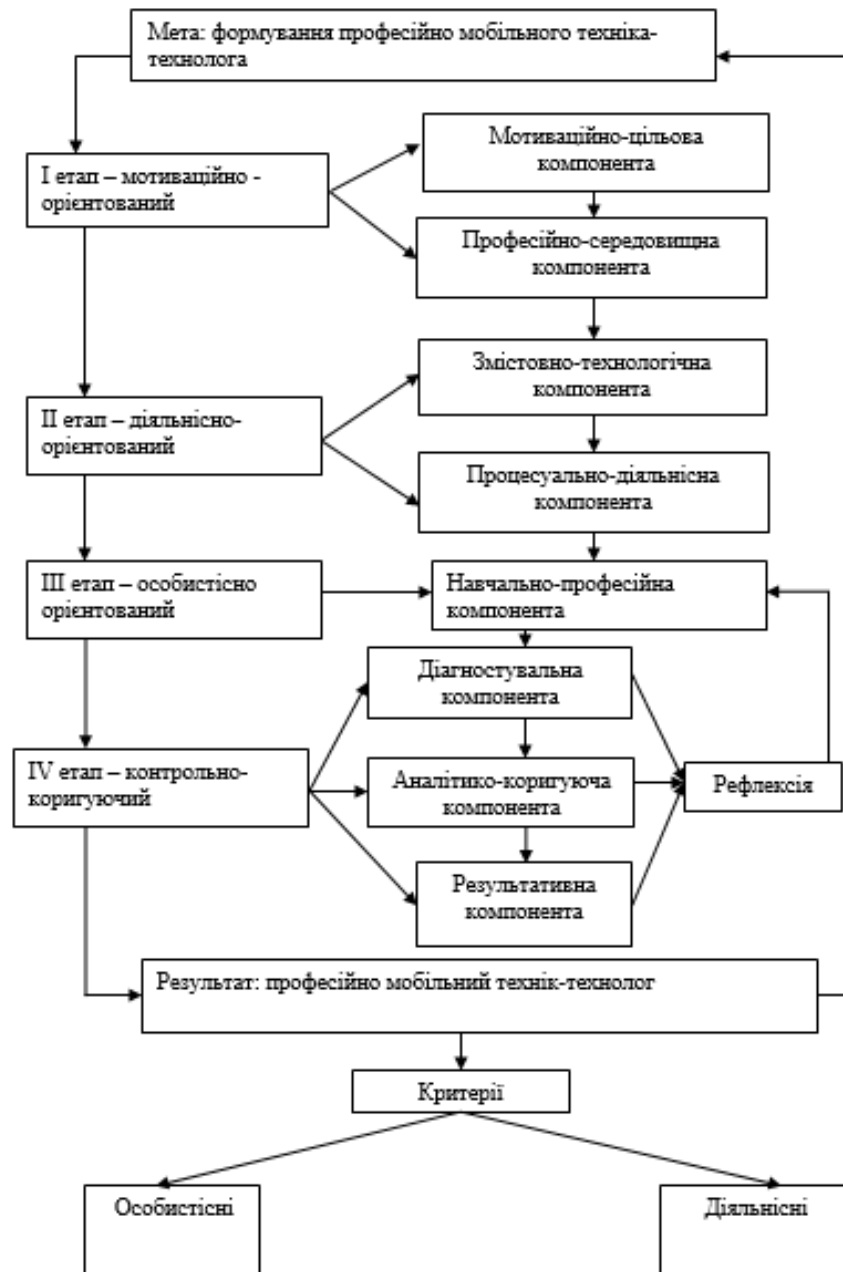 Мета: формування професійно мобільного техніка-
технолога
Мотиваційно-цільова
компонента
І етап – мотиваційно -
орієнтований
Професійно-середовищна
компонента
Змістовно-технологічна
компонента
ІІ етап – діяльнісно-
орієнтований
Процесуально-діяльнісна
компонента
ІІІ етап – особистісно
орієнтований
Навчально-професійна
компонента
Діагностувальна
компонента
IV етап – контрольно-
коригуючий
Аналітико-коригуюча
компонента
Рефлексія
Результативна
компонента
Результат: професійно мобільний технік-технолог
Критерії
Особистісні
Діяльнісні